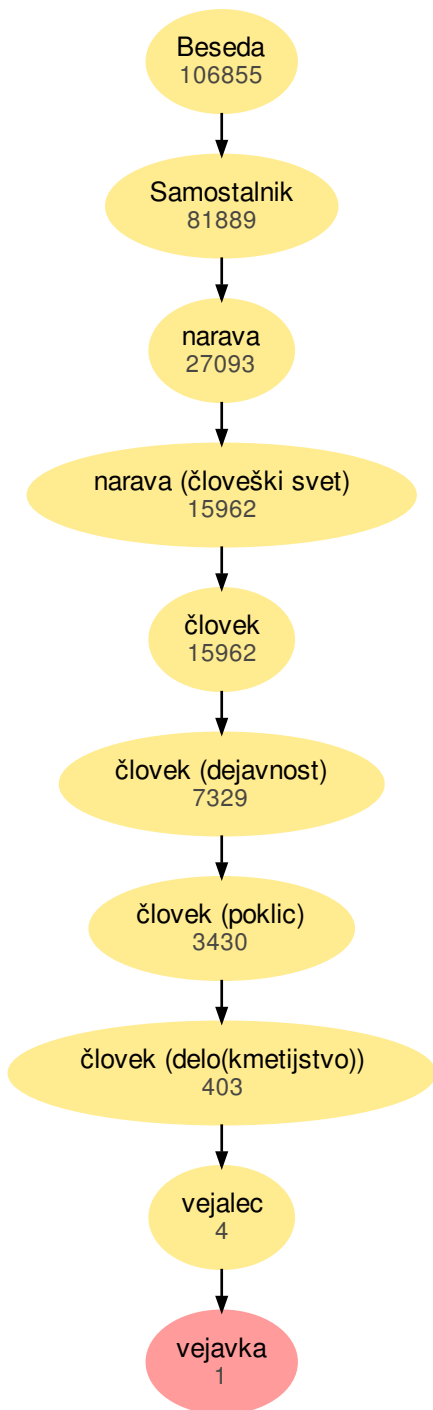 Beseda
106855
Samostalnik
81889
narava
27093
narava (človeški svet)
15962
človek
15962
človek (dejavnost)
7329
človek (poklic)
3430
človek (delo(kmetijstvo))
403
vejalec
4
vejavka
1